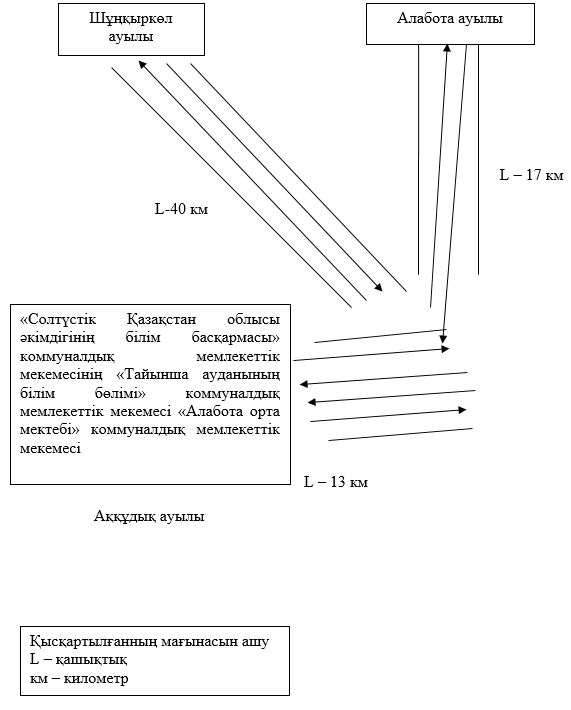 Шұңқыркөл
ауылы
Алабота ауылы
L – 17 км
L-40 км
«Солтүстік Қазақстан облысы
әкімдігінің білім басқармасы»
коммуналдық мемлекеттік
мекемесінің «Тайынша ауданының
білім бөлімі» коммуналдық
мемлекеттік мекемесі «Алабота орта
мектебі» коммуналдық мемлекеттік
мекемесі
L – 13 км
Аққұдық ауылы
Қысқартылғанның мағынасын ашу
L – қашықтық
км – километр